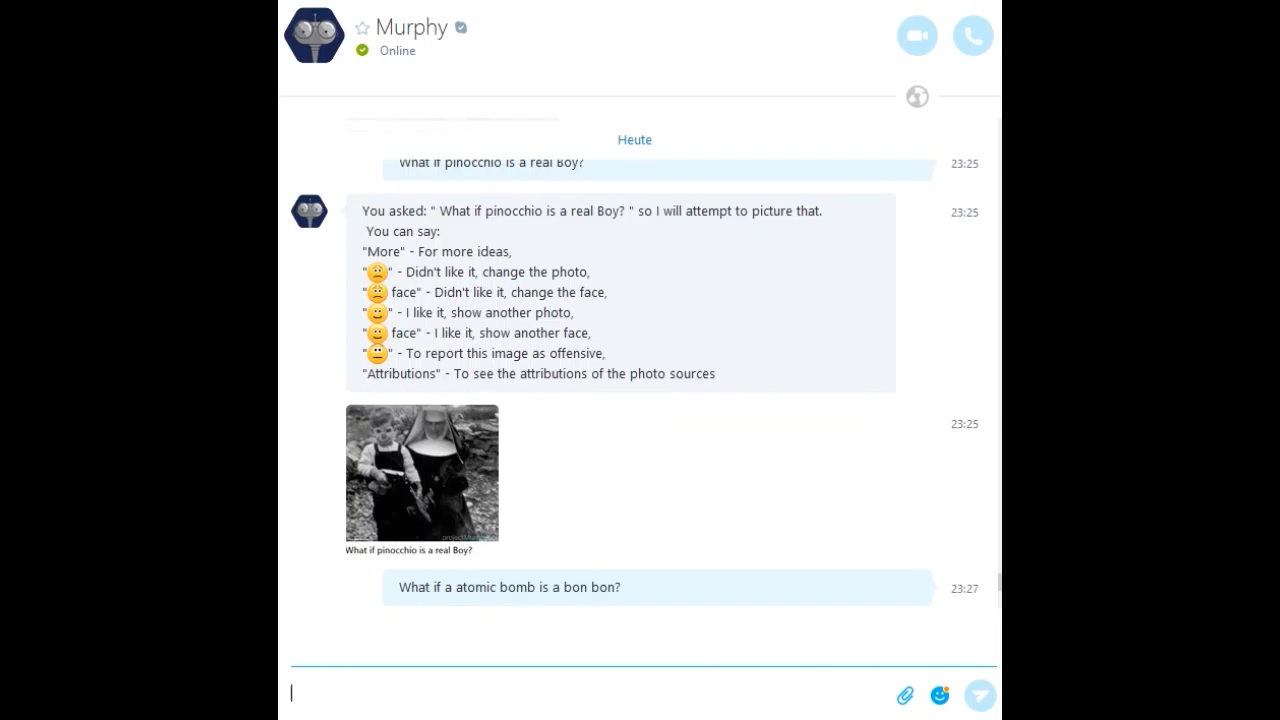 Murphy
Online
Heute
What if pinocchio is a real Boy?
23:25
You asked: " What if pinocchio is a real Boy? " so I will attempt to picture that.
23:25
You can say:
"More" - For more ideas,
"" - Didn't like it, change the photo,
" face" - Didn't like it, change the face,
"" - I like it, show another photo,
" face" - I like it, show another face,
"" - To report this image as offensive,
"Attributions" - To see the attributions of the photo sources
23:25
What if pinocchio is a real Boy?
What if a atomic bomb is a bon bon?
23:27